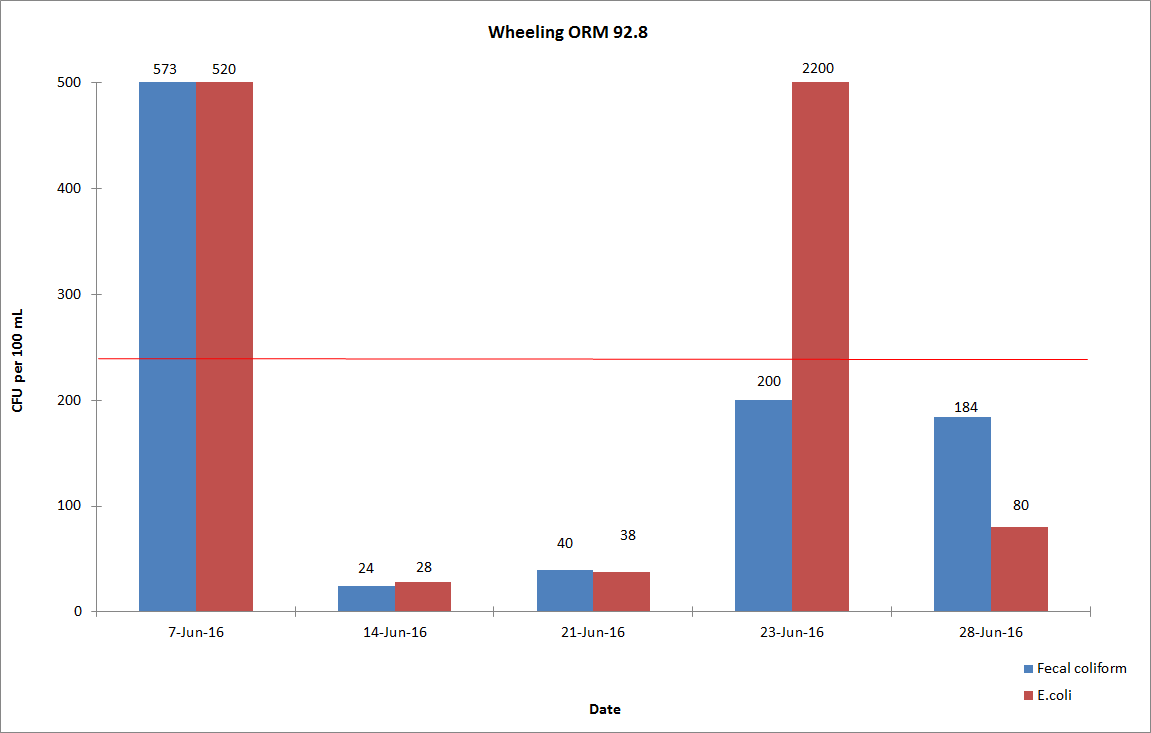 Wheeling ORM 92.8
573 520 2200
500
400
300
200
100
0
CFU per 100 mL
24 28
40 38
200
184
80
7-Jun-16 14-Jun-16 21-Jun-16 23-Jun-16 28-Jun-16
Fecal coliform
E.coli
Date